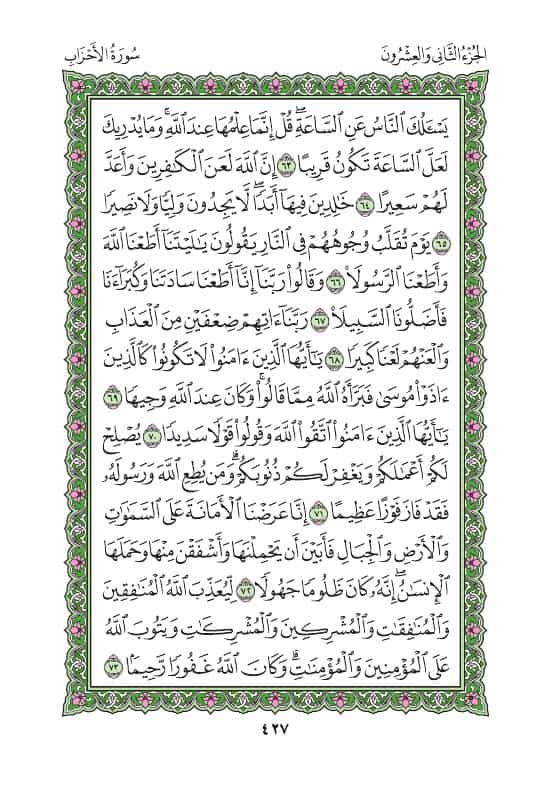 الجُزْءُ الثَّانِي وَالعِشْرُونَ
سُورَةُ الأَحْزَابِ
يَسْـَٔلُكَ ٱلنَّاسُ عَنِ ٱلسَّاعَةِۖ قُلْ إِنَّمَا عِلْمُهَا عِندَ ٱللَّهِۚ وَمَا يُدْرِيكَ
لَعَلَّ ٱلسَّاعَةَ تَكُونُ قَرِيبًا ٦٣ إِنَّ ٱللَّهَ لَعَنَ ٱلْكَٰفِرِينَ وَأَعَدَّ
لَهُمْ سَعِيرًا ٦٤ خَٰلِدِينَ فِيهَآ أَبَدًاۖ لَّا يَجِدُونَ وَلِيًّا وَلَا نَصِيرًا
٦٥ يَوْمَ تُقَلَّبُ وُجُوهُهُمْ فِى ٱلنَّارِ يَقُولُونَ يَٰلَيْتَنَآ أَطَعْنَا ٱللَّهَ
وَأَطَعْنَا ٱلرَّسُولَا۠ ٦٦ وَقَالُوا۟ رَبَّنَآ إِنَّآ أَطَعْنَا سَادَتَنَا وَكُبَرَآءَنَا
فَأَضَلُّونَا ٱلسَّبِيلَا۠ ٦٧ رَبَّنَآ ءَاتِهِمْ ضِعْفَيْنِ مِنَ ٱلْعَذَابِ
وَٱلْعَنْهُمْ لَعْنًا كَبِيرًا ٦٨ يَٰٓأَيُّهَا ٱلَّذِينَ ءَامَنُوا۟ لَا تَكُونُوا۟ كَٱلَّذِينَ
ءَاذَوْا۟ مُوسَىٰ فَبَرَّأَهُ ٱللَّهُ مِمَّا قَالُوا۟ۚ وَكَانَ عِندَ ٱللَّهِ وَجِيهًا ٦٩
يَٰٓأَيُّهَا ٱلَّذِينَ ءَامَنُوا۟ ٱتَّقُوا۟ ٱللَّهَ وَقُولُوا۟ قَوْلًا سَدِيدًا ٧٠ يُصْلِحْ
لَكُمْ أَعْمَٰلَكُمْ وَيَغْفِرْ لَكُمْ ذُنُوبَكُمْۗ وَمَن يُطِعِ ٱللَّهَ وَرَسُولَهُۥ
فَقَدْ فَازَ فَوْزًا عَظِيمًا ٧١ إِنَّا عَرَضْنَا ٱلْأَمَانَةَ عَلَى ٱلسَّمَٰوَٰتِ
وَٱلْأَرْضِ وَٱلْجِبَالِ فَأَبَيْنَ أَن يَحْمِلْنَهَا وَأَشْفَقْنَ مِنْهَا وَحَمَلَهَا
ٱلْإِنسَٰنُۖ إِنَّهُۥ كَانَ ظَلُومًا جَهُولًا ٧٢ لِّيُعَذِّبَ ٱللَّهُ ٱلْمُنَٰفِقِينَ
وَٱلْمُنَٰفِقَٰتِ وَٱلْمُشْرِكِينَ وَٱلْمُشْرِكَٰتِ وَيَتُوبَ ٱللَّهُ
عَلَى ٱلْمُؤْمِنِينَ وَٱلْمُؤْمِنَٰتِۗ وَكَانَ ٱللَّهُ غَفُورًا رَّحِيمًۢا ٧٣
٤٢٧